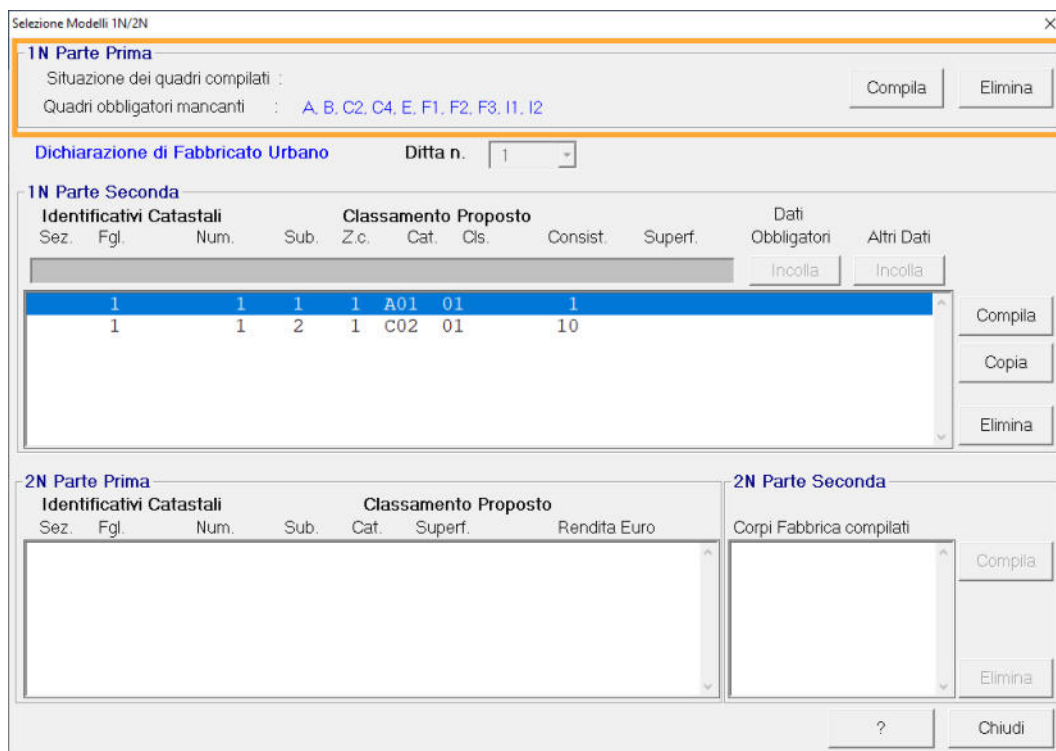 Selezione Modelli 1N/2N
1N Parte Prima
Situazione dei quadri compilati :
Compila Elimina
Quadri obbligatori mancanti : A, B, C2, C4, E, F1, F2, F3, I1, I2
Dichiarazione di Fabbricato Urbano Ditta n. 1
1N Parte Seconda
Identificativi Catastali Classamento Proposto Dati
Sez. Fgl. Num. Sub. Z.c. Cat. Cls. Consist. Superf. Obbligatori Altri Dati
Incolla Incolla
1 1 1 1 A01 01 1
1 1 2 1 C02 01 10
Compila
Copia
Elimina
2N Parte Prima 2N Parte Seconda
Identificativi Catastali Classamento Proposto
Sez. Fgl. Num. Sub. Cat. Superf. Rendita Euro Corpi Fabbrica compilati
Compila
Elimina
? Chiudi